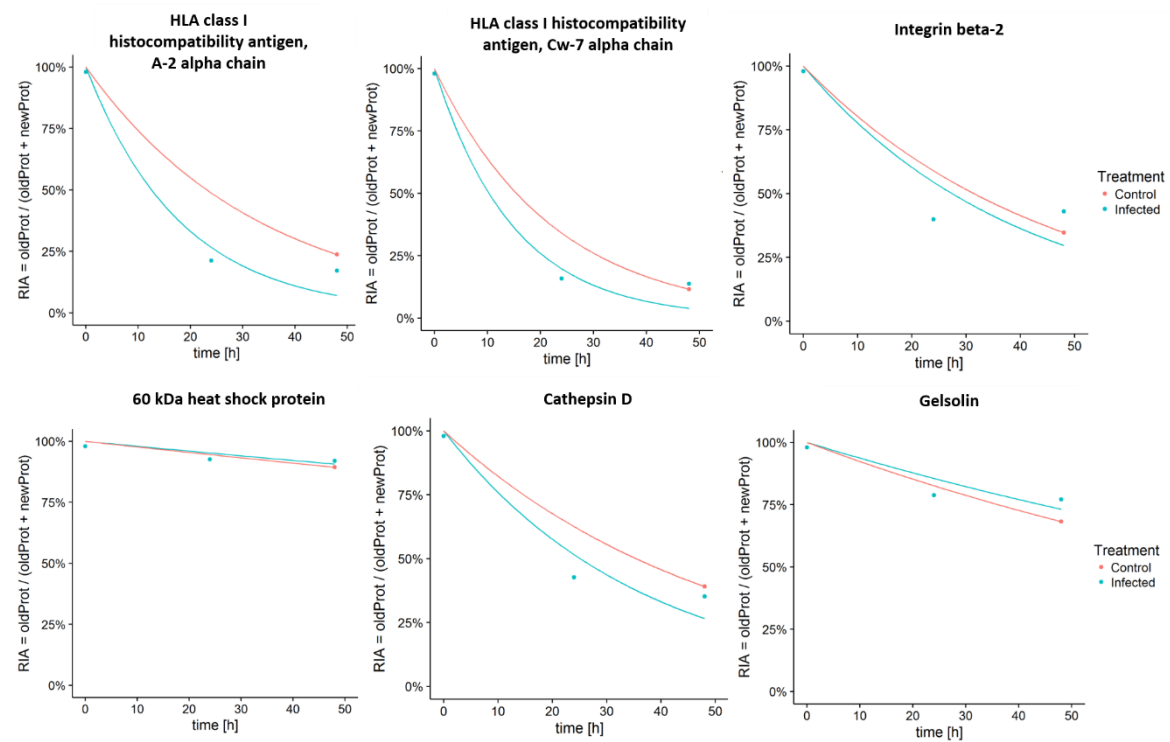 HLA class I
histocompatibility antigen,
A-2 alpha chain
RIA = oldProt / (oldProt + newProt)
100%
75%
50%
25%
0%
0 10 20 30 40 50
time [h]
HLA class I histocompatibility
antigen, Cw-7 alpha chain
RIA = oldProt / (oldProt + newProt)
100%
75%
50%
25%
0%
0 10 20 30 40 50
time [h]
Integrin beta-2
RIA = oldProt / (oldProt + newProt)
100%
75%
50%
25%
0%
0 10 20 30 40 50
time [h]
Treatment
Control
Infected
60 kDa heat shock protein
RIA = oldProt / (oldProt + newProt)
100%
75%
50%
25%
0%
0 10 20 30 40 50
time [h]
Cathepsin D
RIA = oldProt / (oldProt + newProt)
100%
75%
50%
25%
0%
0 10 20 30 40 50
time [h]
Gelsolin
RIA = oldProt / (oldProt + newProt)
100%
75%
50%
25%
0%
0 10 20 30 40 50
time [h]
Treatment
Control
Infected